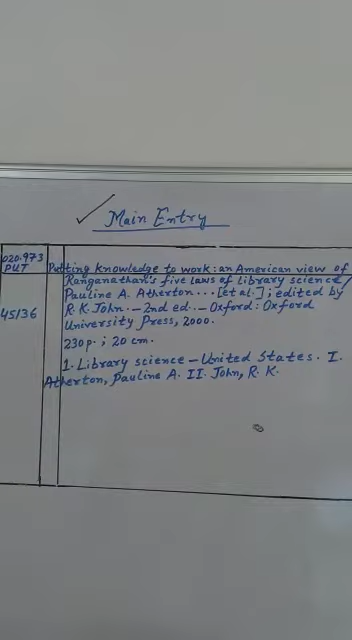 Main Entry
020.973
PUT
Putting knowledge to work : an American view of
Ranganathan's five laws of library science /
Pauline A. Atherton... [et al.] ; edited by
R. K. John. – 2nd ed. – Oxford : Oxford
University Press, 2000.
45136
230 p. ; 20 cm.
1. Library science – United States. I.
Atherton, Pauline A. II. John, R. K.